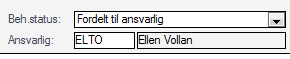 Beh.status: Fordelt til ansvarlig
Ansvarlig: ELTO Ellen Vollan